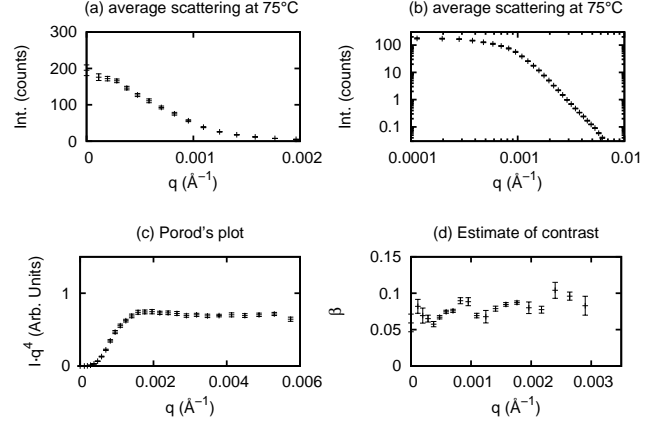 (a) average scattering at 75°C
300
200
100
0
Int. (counts)
0
0.001
0.002
q (Å⁻¹)
(b) average scattering at 75°C
100
10
1
0.1
Int. (counts)
0.0001
0.001
0.01
q (Å⁻¹)
(c) Porod's plot
1
0
I·q⁴ (Arb. Units)
0
0.002
0.004
0.006
q (Å⁻¹)
(d) Estimate of contrast
0.15
0.1
0.05
0
β
0
0.001
0.002
0.003
q (Å⁻¹)